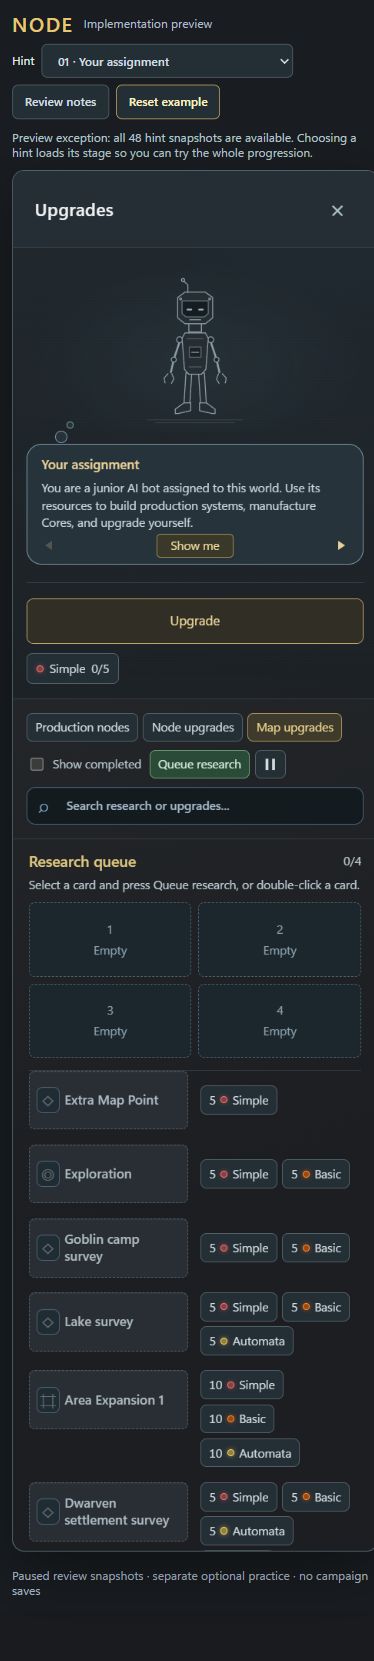 NODE Implementation preview
Hint 01 · Your assignment
Review notes Reset example
Preview exception: all 48 hint snapshots are available. Choosing a
hint loads its stage so you can try the whole progression.
Upgrades
Your assignment
You are a junior AI bot assigned to this world. Use its
resources to build production systems, manufacture
Cores, and upgrade yourself.
Show me
Upgrade
Simple 0/5
Production nodes Node upgrades Map upgrades
Show completed Queue research
Search research or upgrades...
Research queue 0/4
Select a card and press Queue research, or double-click a card.
1 2
Empty Empty
3 4
Empty Empty
Extra Map Point 5 Simple
Exploration 5 Simple 5 Basic
Goblin camp
survey 5 Simple 5 Basic
Lake survey 5 Simple 5 Basic
5 Automata
Area Expansion 1 10 Simple
10 Basic
10 Automata
Dwarven
settlement survey 5 Simple 5 Basic
5 Automata
Paused review snapshots · separate optional practice · no campaign
saves